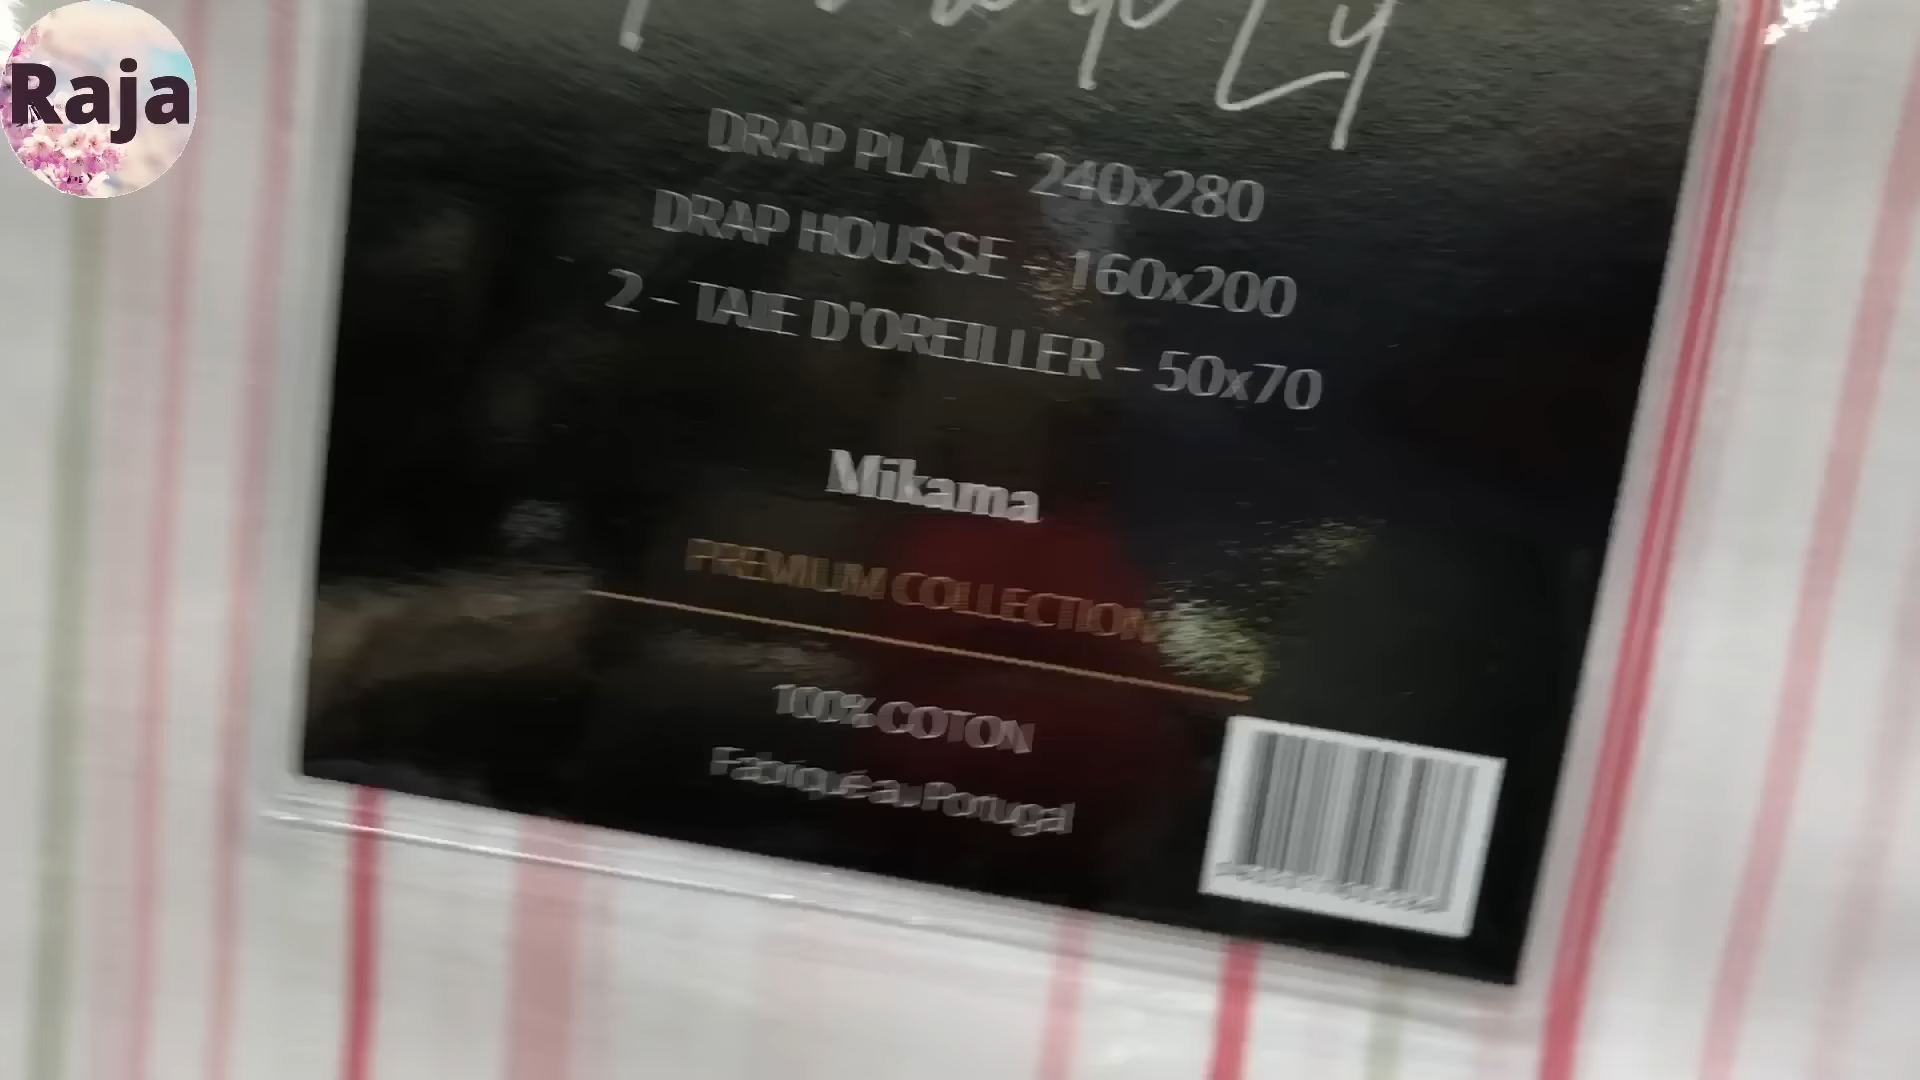 Raja
DRAP PLAT - 240x280
DRAP HOUSSE - 160x200
2 - TAIE D'OREILLER - 50x70
Mikama
PREMIUM COLLECTION
100% COTON
Fabriqué au Portugal